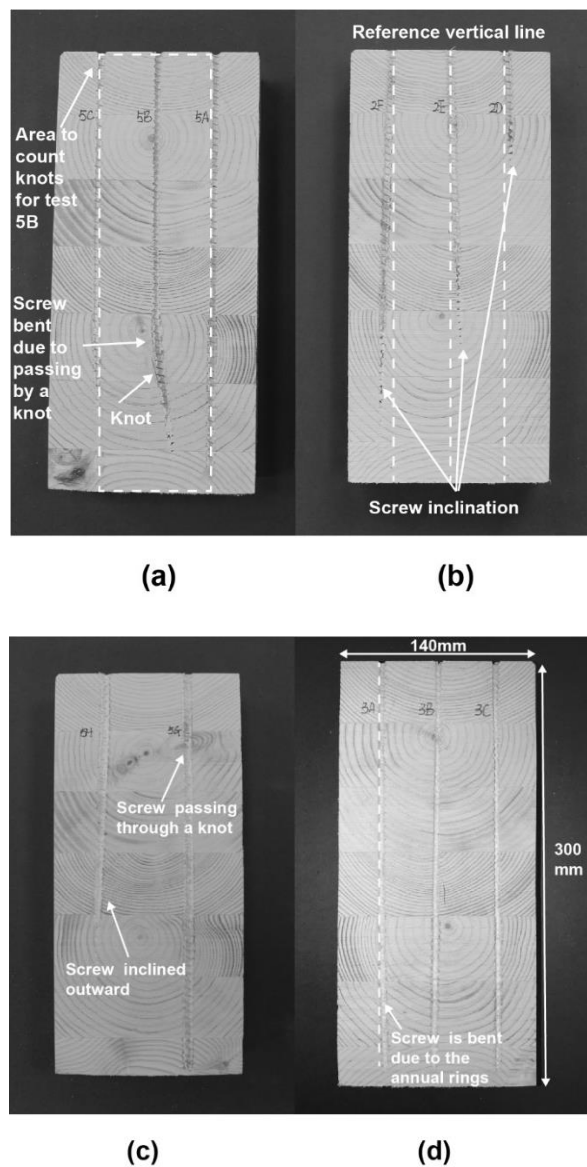 Area to
count
knots
for test
5B
5C
5B
5A
Screw
bent
due to
passing
by a
knot
Knot
(a)
Reference vertical line
2F
2E
2D
Screw inclination
(b)
Screw passing
through a knot
Screw inclined
outward
(c)
140mm
3A
3B
3C
300
mm
Screw is bent
due to the
annual rings
(d)